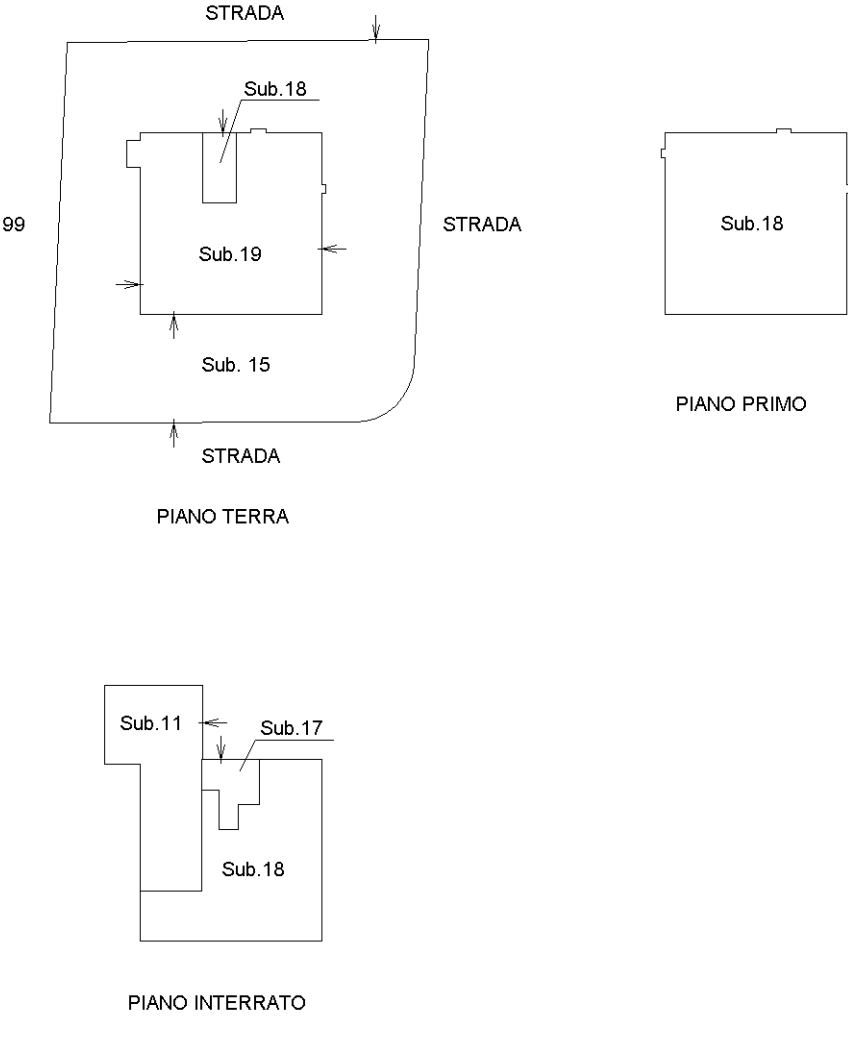 STRADA
Sub.18
99
STRADA
Sub.19
Sub. 15
STRADA
PIANO TERRA
Sub.18
PIANO PRIMO
Sub.11
Sub.17
Sub.18
PIANO INTERRATO